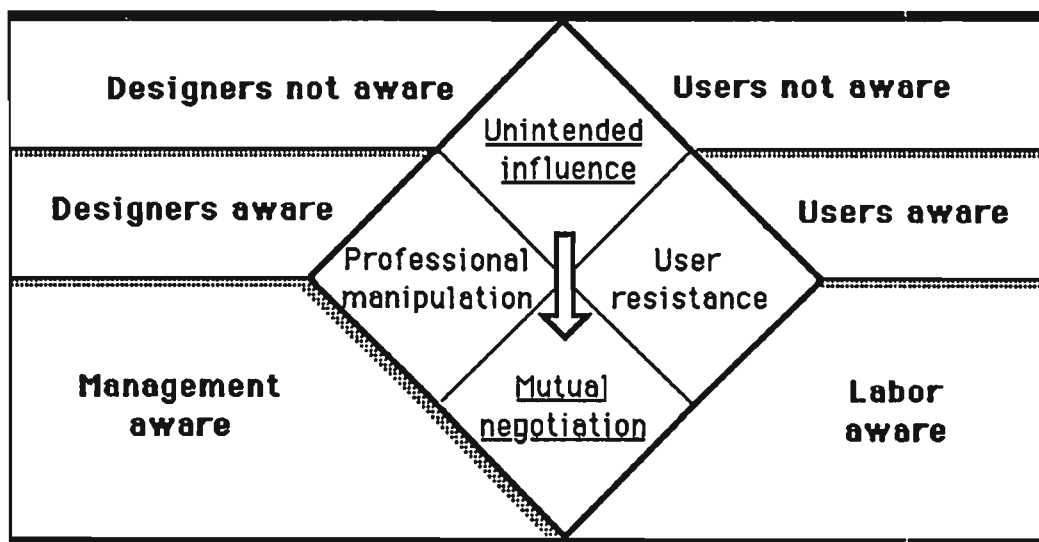 Designers not aware
Users not aware
Unintended
influence
Designers aware
Users aware
Professional
manipulation
User
resistance
Management
aware
Mutual
negotiation
Labor
aware